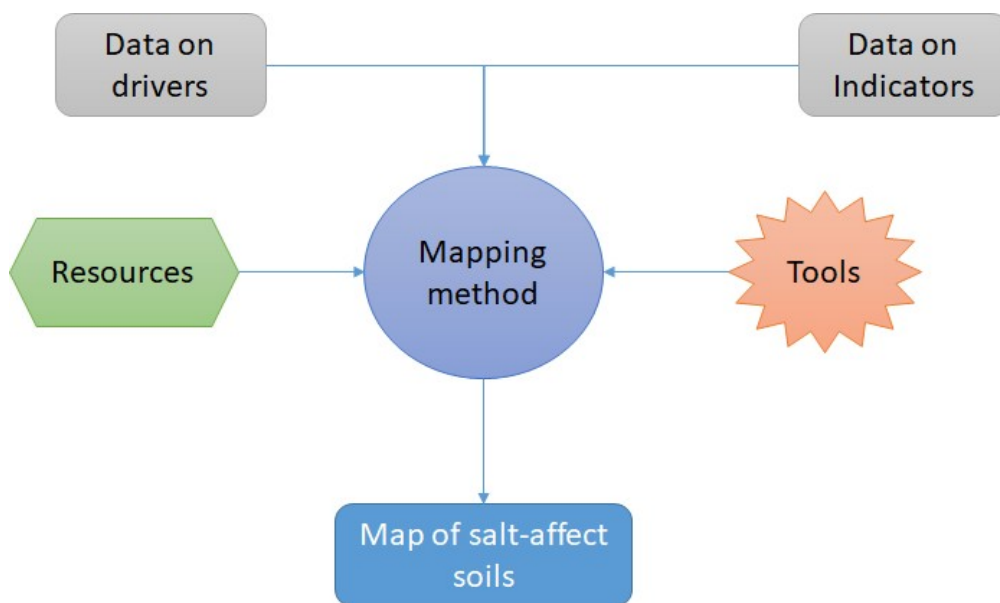 Data on
drivers
Data on
Indicators
Resources
Mapping
method
Tools
Map of salt-affect
soils